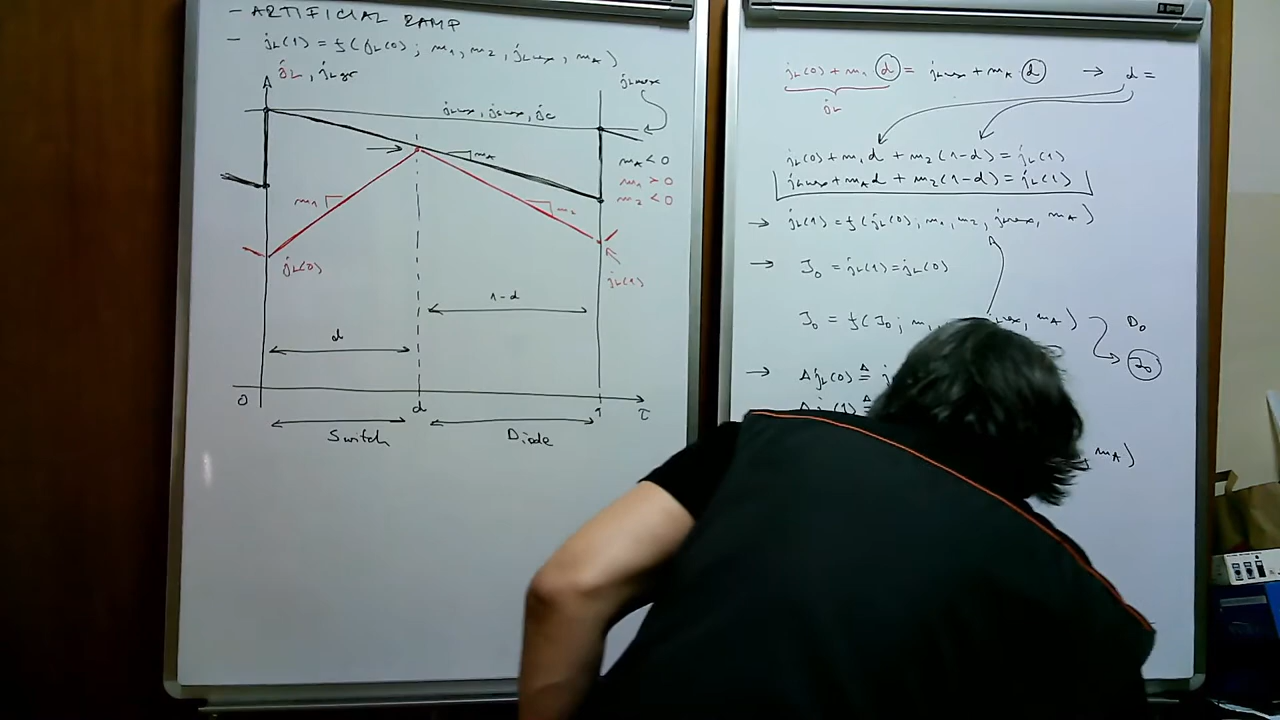 - ARTIFICIAL RAMP
- jL(1) = f(jL(0); m1, m2, jLmax, mA)
jL, jLgr
jLmax
jLmax, jcmax, jc
mA
mA < 0
m1 > 0
m2 < 0
m1
m2
jL(0)
jL(1)
1-d
d
0
d
1
τ
Switch
Diode
jL(0) + m1 d = jLmax + mA d → d =
jL
jL(0) + m1 d + m2 (1-d) = jL(1)
jLmax + mA d + m2 (1-d) = jL(1)
→ jL(1) = f(jL(0); m1, m2, jLmax, mA)
→ J0 = jL(1) = jL(0)
J0 = f(J0; m1, mA)
D0
J0
→ ΔjL(0) ≜ j
mA)